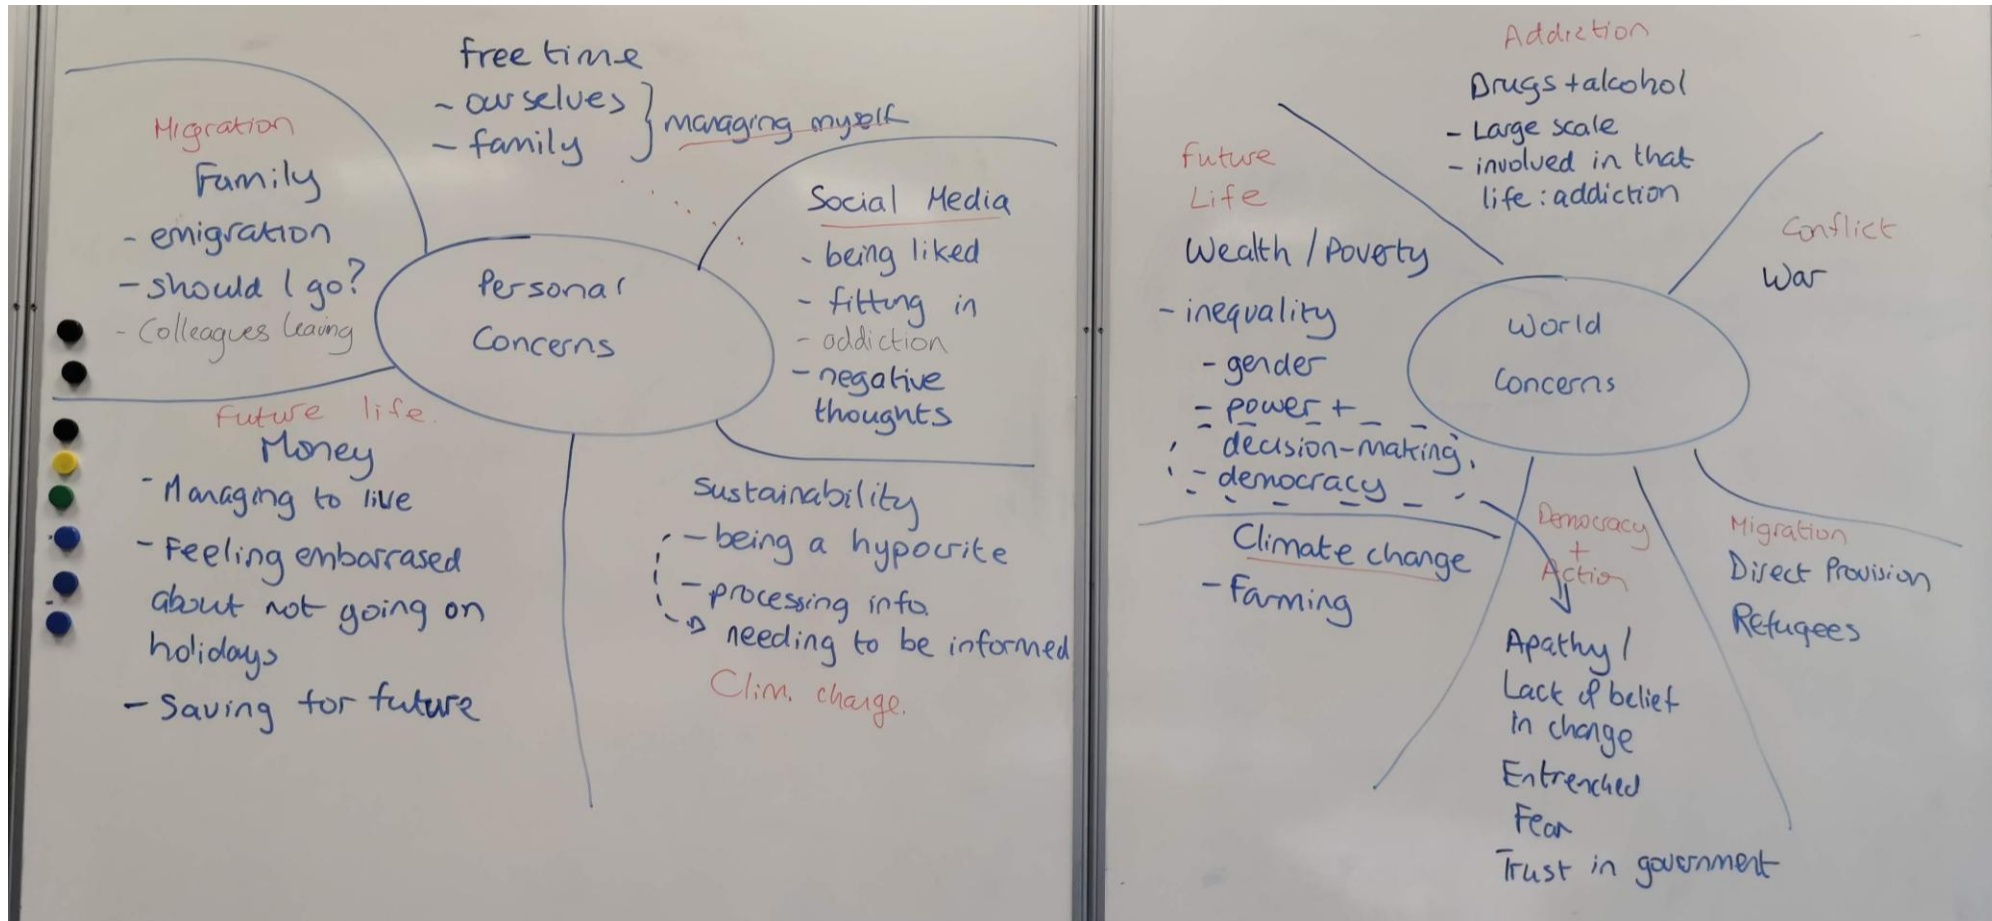 free time
- ourselves
- family
managing myself
Migration
Family
- emigration
- should I go?
- Colleagues leaving
Personal
Concerns
Social Media
- being liked
- fitting in
- addiction
- negative
thoughts
Future life.
Money
- Managing to live
- Feeling embarrased
about not going on
holidays
- Saving for future
Sustainability
- being a hypocrite
- processing info.
needing to be informed
Clim. change.
Addiction
Drugs + alcohol
- Large scale
- involved in that
life : addiction
Future
Life
Wealth / Poverty
- inequality
- gender
- power +
decision-making
- democracy
Conflict
War
World
Concerns
Climate change
- Farming
Democracy
+
Action
Apathy /
Lack of belief
in change
Entrenched
Fear
Trust in government
Migration
Direct Provision
Refugees